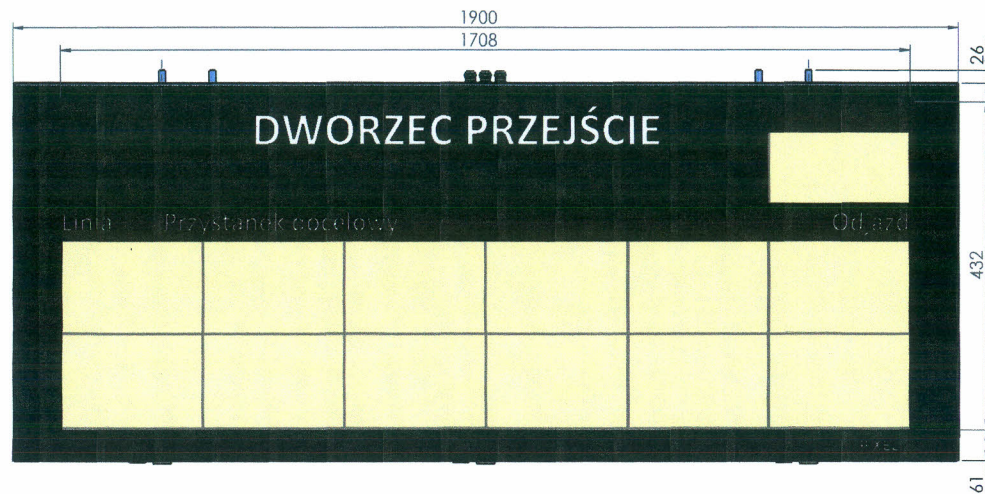 1900
1708
26
DWORZEC PRZEJŚCIE
Linia Przystanek docelowy Odjazd
432
61